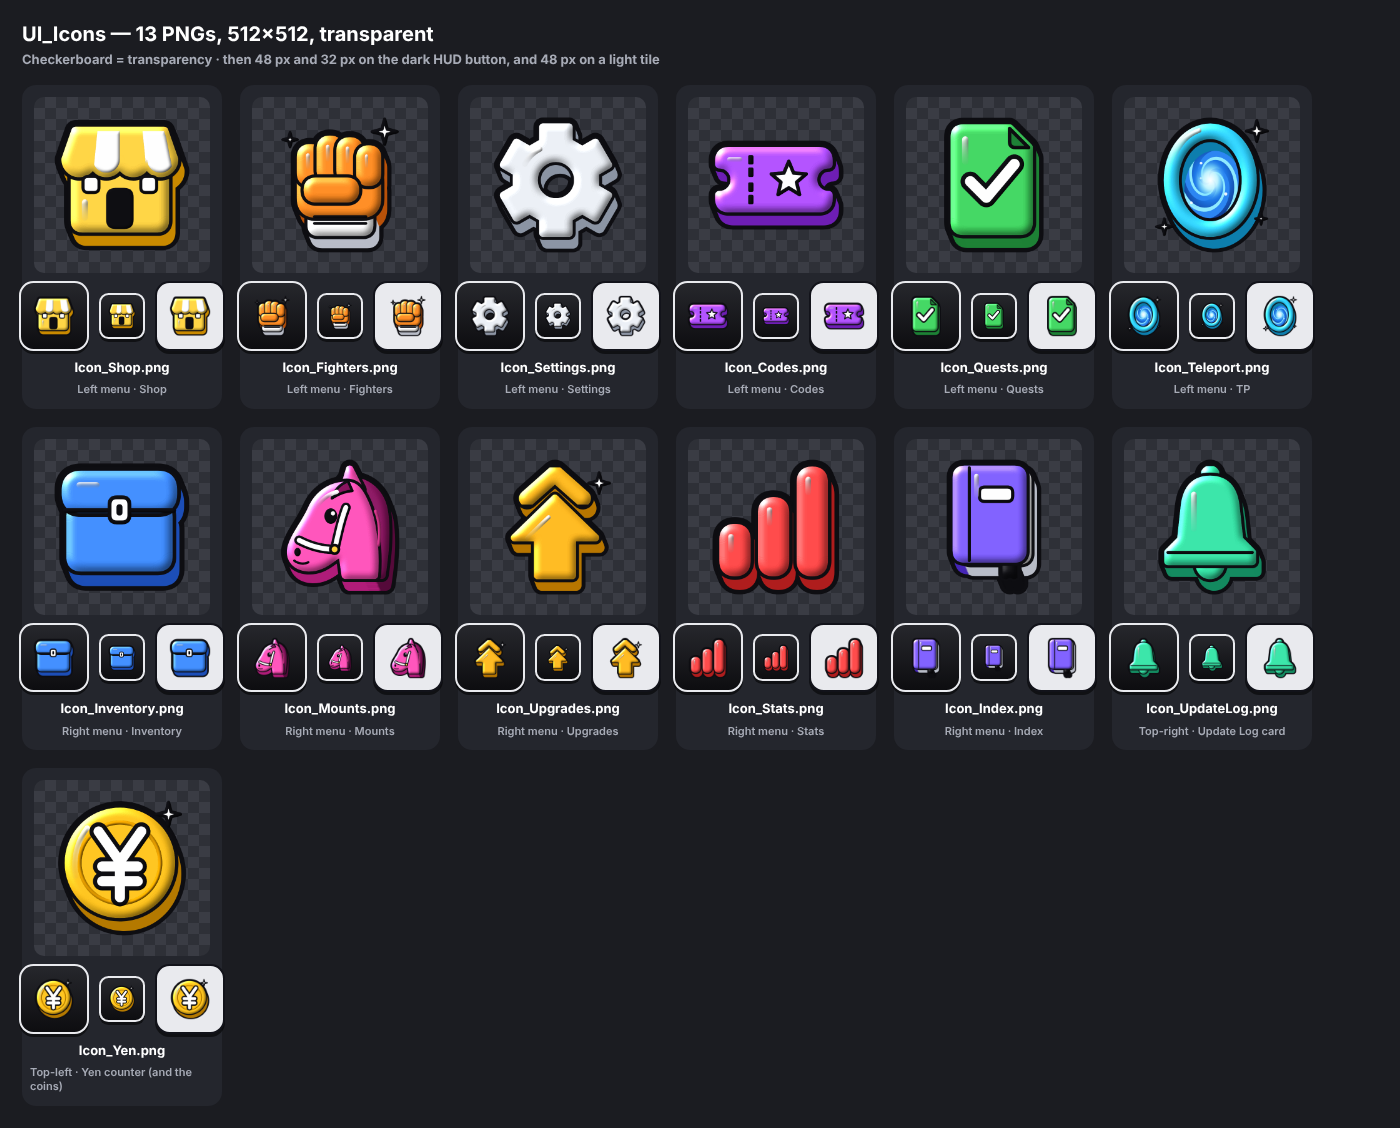 UI_Icons — 13 PNGs, 512×512, transparent
Checkerboard = transparency · then 48 px and 32 px on the dark HUD button, and 48 px on a light tile
Icon_Shop.png
Left menu · Shop
Icon_Fighters.png
Left menu · Fighters
Icon_Settings.png
Left menu · Settings
Icon_Codes.png
Left menu · Codes
Icon_Quests.png
Left menu · Quests
Icon_Teleport.png
Left menu · TP
Icon_Inventory.png
Right menu · Inventory
Icon_Mounts.png
Right menu · Mounts
Icon_Upgrades.png
Right menu · Upgrades
Icon_Stats.png
Right menu · Stats
Icon_Index.png
Right menu · Index
Icon_UpdateLog.png
Top-right · Update Log card
¥
¥
¥
¥
Icon_Yen.png
Top-left · Yen counter (and the
coins)